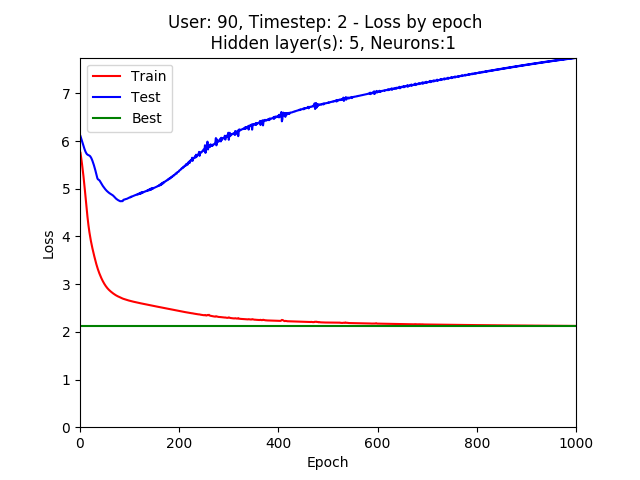 User: 90, Timestep: 2 - Loss by epoch
Hidden layer(s): 5, Neurons:1
Train
Test
Best
7
6
5
4
3
2
1
0
Loss
0 200 400 600 800 1000
Epoch